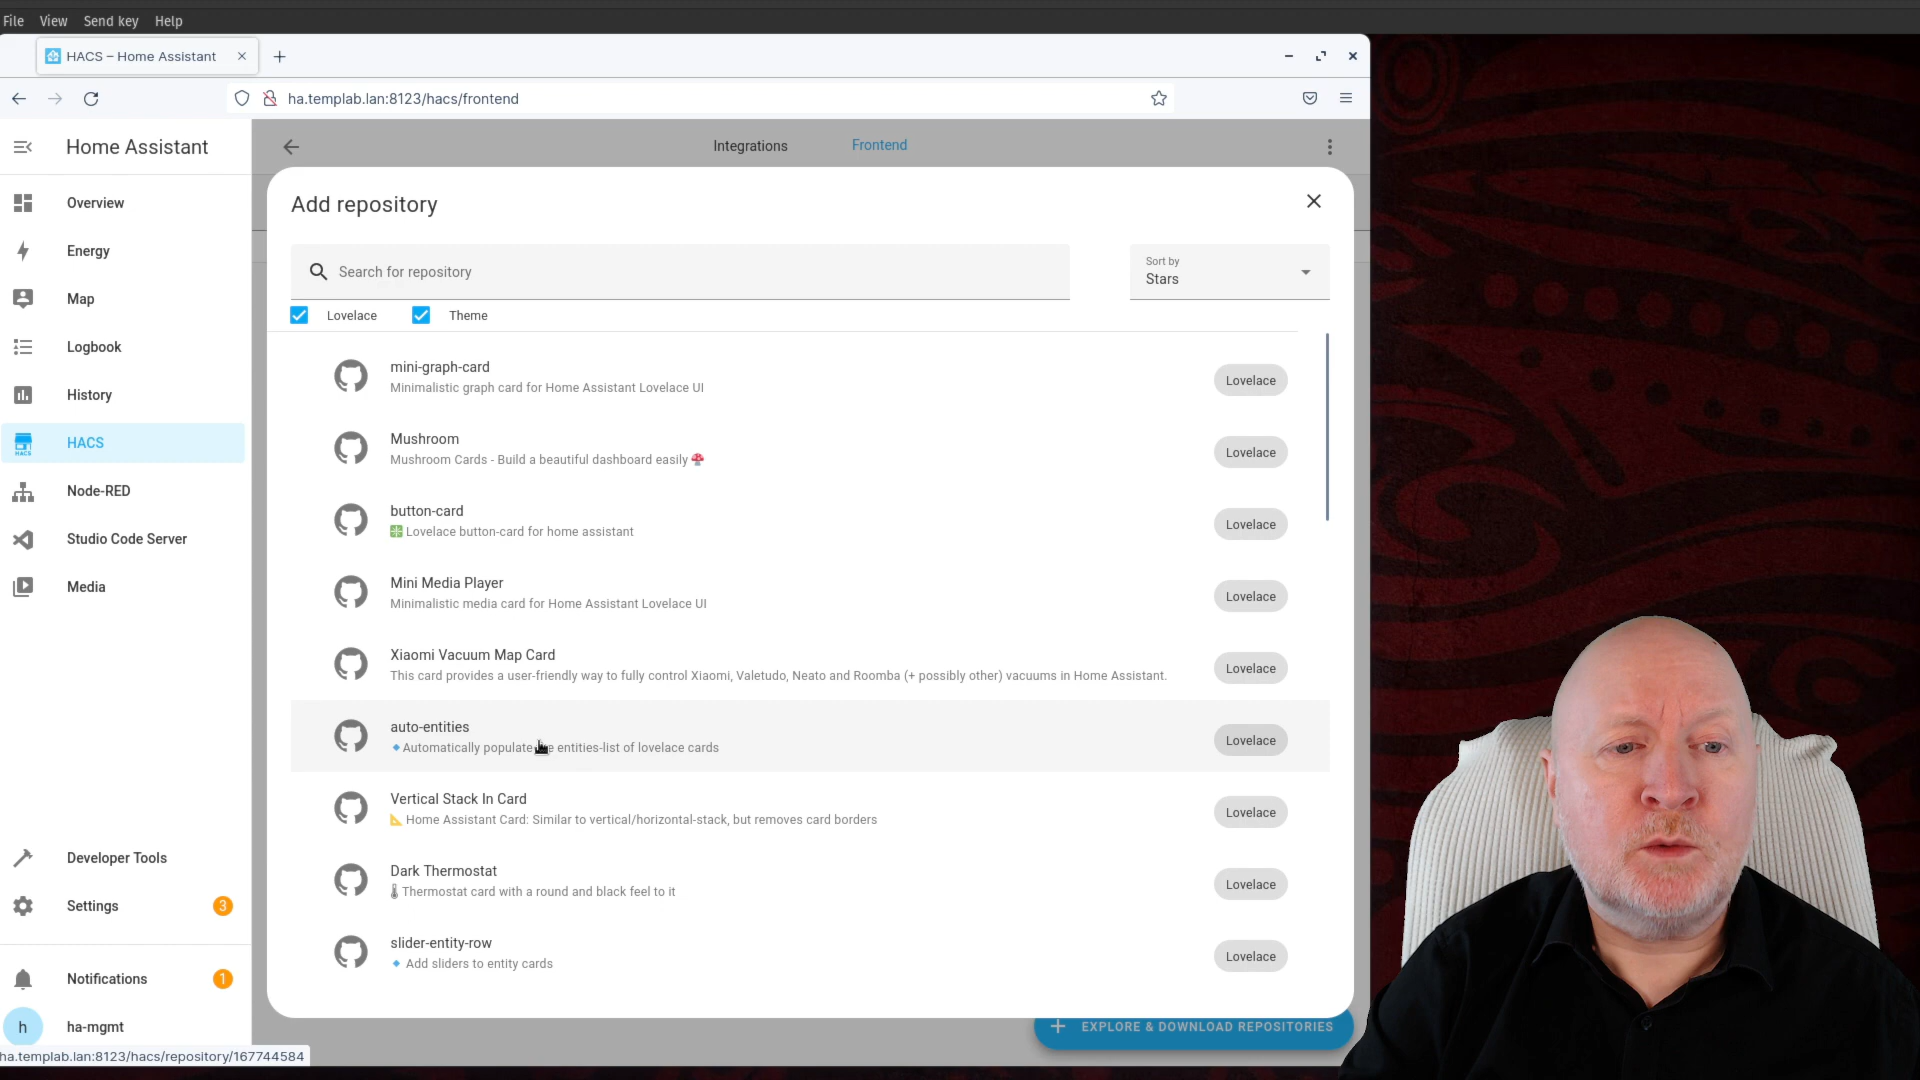 File View Send key Help
HACS – Home Assistant
ha.templab.lan:8123/hacs/frontend
Home Assistant
Integrations Frontend
Overview
Energy
Map
Logbook
History
HACS
HACS
Node-RED
Studio Code Server
Media
Developer Tools
Settings 3
Notifications 1
h ha-mgmt
ha.templab.lan:8123/hacs/repository/167744584
Add repository
Search for repository
Sort by
Stars
Lovelace Theme
mini-graph-card
Minimalistic graph card for Home Assistant Lovelace UI
Lovelace
Mushroom
Mushroom Cards - Build a beautiful dashboard easily 🍄
Lovelace
button-card
❇️ Lovelace button-card for home assistant
Lovelace
Mini Media Player
Minimalistic media card for Home Assistant Lovelace UI
Lovelace
Xiaomi Vacuum Map Card
This card provides a user-friendly way to fully control Xiaomi, Valetudo, Neato and Roomba (+ possibly other) vacuums in Home Assistant.
Lovelace
auto-entities
🔹Automatically populate entities-list of lovelace cards
Lovelace
Vertical Stack In Card
📐 Home Assistant Card: Similar to vertical/horizontal-stack, but removes card borders
Lovelace
Dark Thermostat
🌡 Thermostat card with a round and black feel to it
Lovelace
slider-entity-row
🔹 Add sliders to entity cards
Lovelace
EXPLORE & DOWNLOAD REPOSITORIES